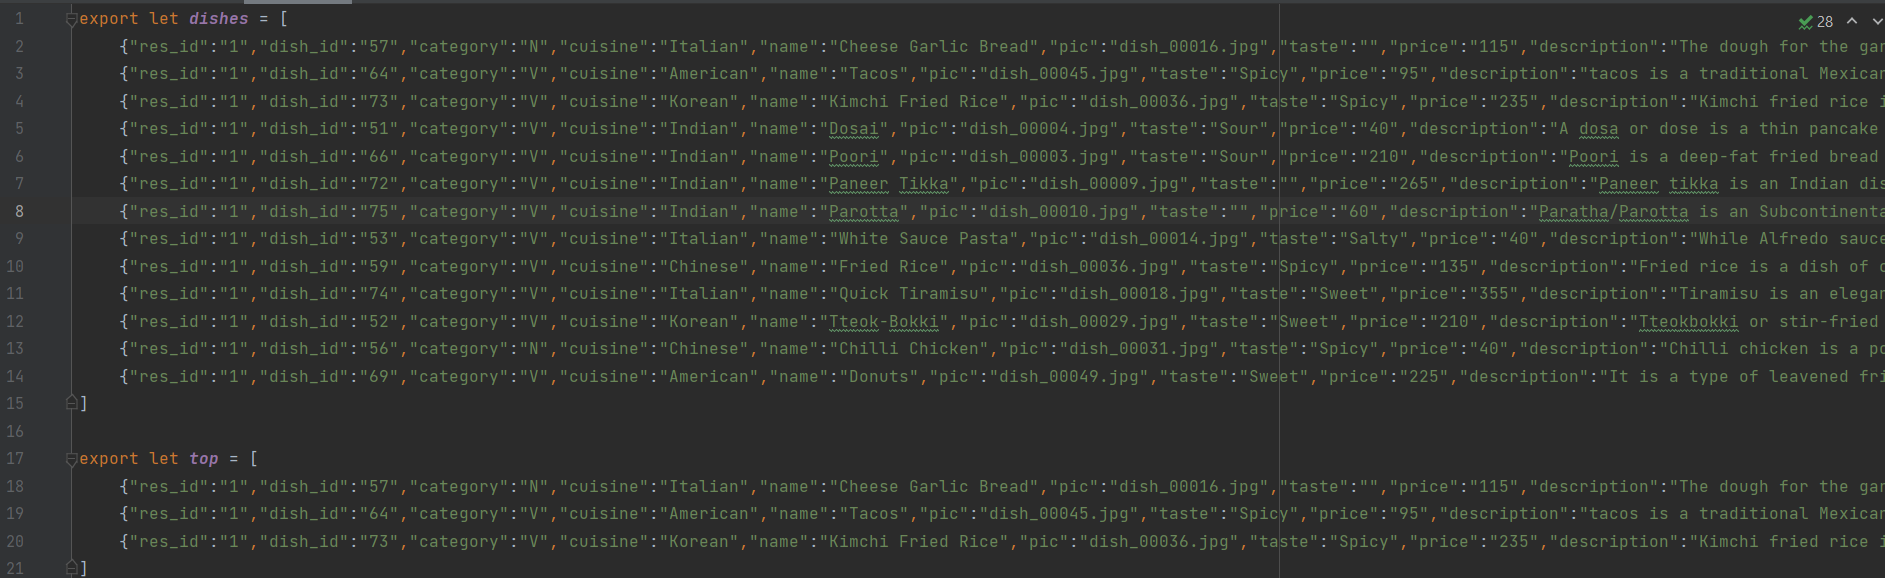 28
1 export let dishes = [
2 {"res_id":"1","dish_id":"57","category":"N","cuisine":"Italian","name":"Cheese Garlic Bread","pic":"dish_00016.jpg","taste":"","price":"115","description":"The dough for the gar
3 {"res_id":"1","dish_id":"64","category":"V","cuisine":"American","name":"Tacos","pic":"dish_00045.jpg","taste":"Spicy","price":"95","description":"tacos is a traditional Mexican
4 {"res_id":"1","dish_id":"73","category":"V","cuisine":"Korean","name":"Kimchi Fried Rice","pic":"dish_00036.jpg","taste":"Spicy","price":"235","description":"Kimchi fried rice i
5 {"res_id":"1","dish_id":"51","category":"V","cuisine":"Indian","name":"Dosai","pic":"dish_00004.jpg","taste":"Sour","price":"40","description":"A dosa or dose is a thin pancake
6 {"res_id":"1","dish_id":"66","category":"V","cuisine":"Indian","name":"Poori","pic":"dish_00003.jpg","taste":"Sour","price":"210","description":"Poori is a deep-fat fried bread
7 {"res_id":"1","dish_id":"72","category":"V","cuisine":"Indian","name":"Paneer Tikka","pic":"dish_00009.jpg","taste":"","price":"265","description":"Paneer tikka is an Indian dis
8 {"res_id":"1","dish_id":"75","category":"V","cuisine":"Indian","name":"Parotta","pic":"dish_00010.jpg","taste":"","price":"60","description":"Paratha/Parotta is an Subcontinenta
9 {"res_id":"1","dish_id":"53","category":"V","cuisine":"Italian","name":"White Sauce Pasta","pic":"dish_00014.jpg","taste":"Salty","price":"40","description":"While Alfredo sauce
10 {"res_id":"1","dish_id":"59","category":"V","cuisine":"Chinese","name":"Fried Rice","pic":"dish_00036.jpg","taste":"Spicy","price":"135","description":"Fried rice is a dish of c
11 {"res_id":"1","dish_id":"74","category":"V","cuisine":"Italian","name":"Quick Tiramisu","pic":"dish_00018.jpg","taste":"Sweet","price":"355","description":"Tiramisu is an elegan
12 {"res_id":"1","dish_id":"52","category":"V","cuisine":"Korean","name":"Tteok-Bokki","pic":"dish_00029.jpg","taste":"Sweet","price":"210","description":"Tteokbokki or stir-fried
13 {"res_id":"1","dish_id":"56","category":"N","cuisine":"Chinese","name":"Chilli Chicken","pic":"dish_00031.jpg","taste":"Spicy","price":"40","description":"Chilli chicken is a po
14 {"res_id":"1","dish_id":"69","category":"V","cuisine":"American","name":"Donuts","pic":"dish_00049.jpg","taste":"Sweet","price":"225","description":"It is a type of leavened fri
15 ]
16
17 export let top = [
18 {"res_id":"1","dish_id":"57","category":"N","cuisine":"Italian","name":"Cheese Garlic Bread","pic":"dish_00016.jpg","taste":"","price":"115","description":"The dough for the gar
19 {"res_id":"1","dish_id":"64","category":"V","cuisine":"American","name":"Tacos","pic":"dish_00045.jpg","taste":"Spicy","price":"95","description":"tacos is a traditional Mexican
20 {"res_id":"1","dish_id":"73","category":"V","cuisine":"Korean","name":"Kimchi Fried Rice","pic":"dish_00036.jpg","taste":"Spicy","price":"235","description":"Kimchi fried rice i
21 ]